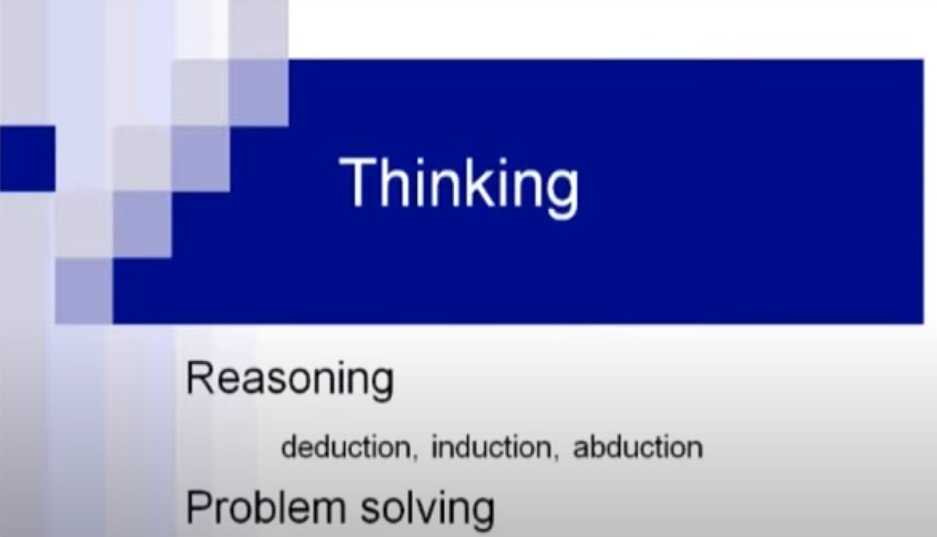 Thinking
Reasoning
deduction, induction, abduction
Problem solving